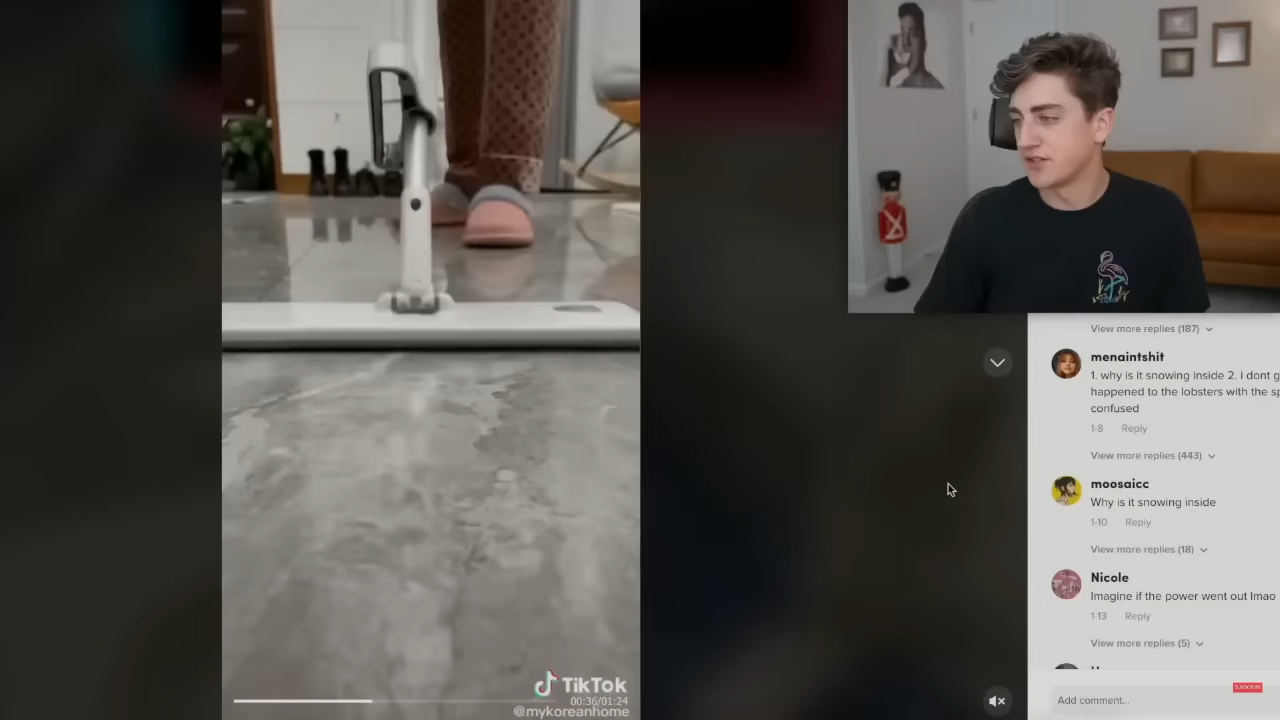 View more replies (187)
menaintshit
1. why is it snowing inside 2. i dont g
happened to the lobsters with the sp
confused
1-8 Reply
View more replies (443)
moosaicc
Why is it snowing inside
1-10 Reply
View more replies (18)
Nicole
Imagine if the power went out lmao
1-13 Reply
View more replies (5)
Add comment...
SUBSCRIBE
TikTok
00:36/01:24
@mykoreanhome